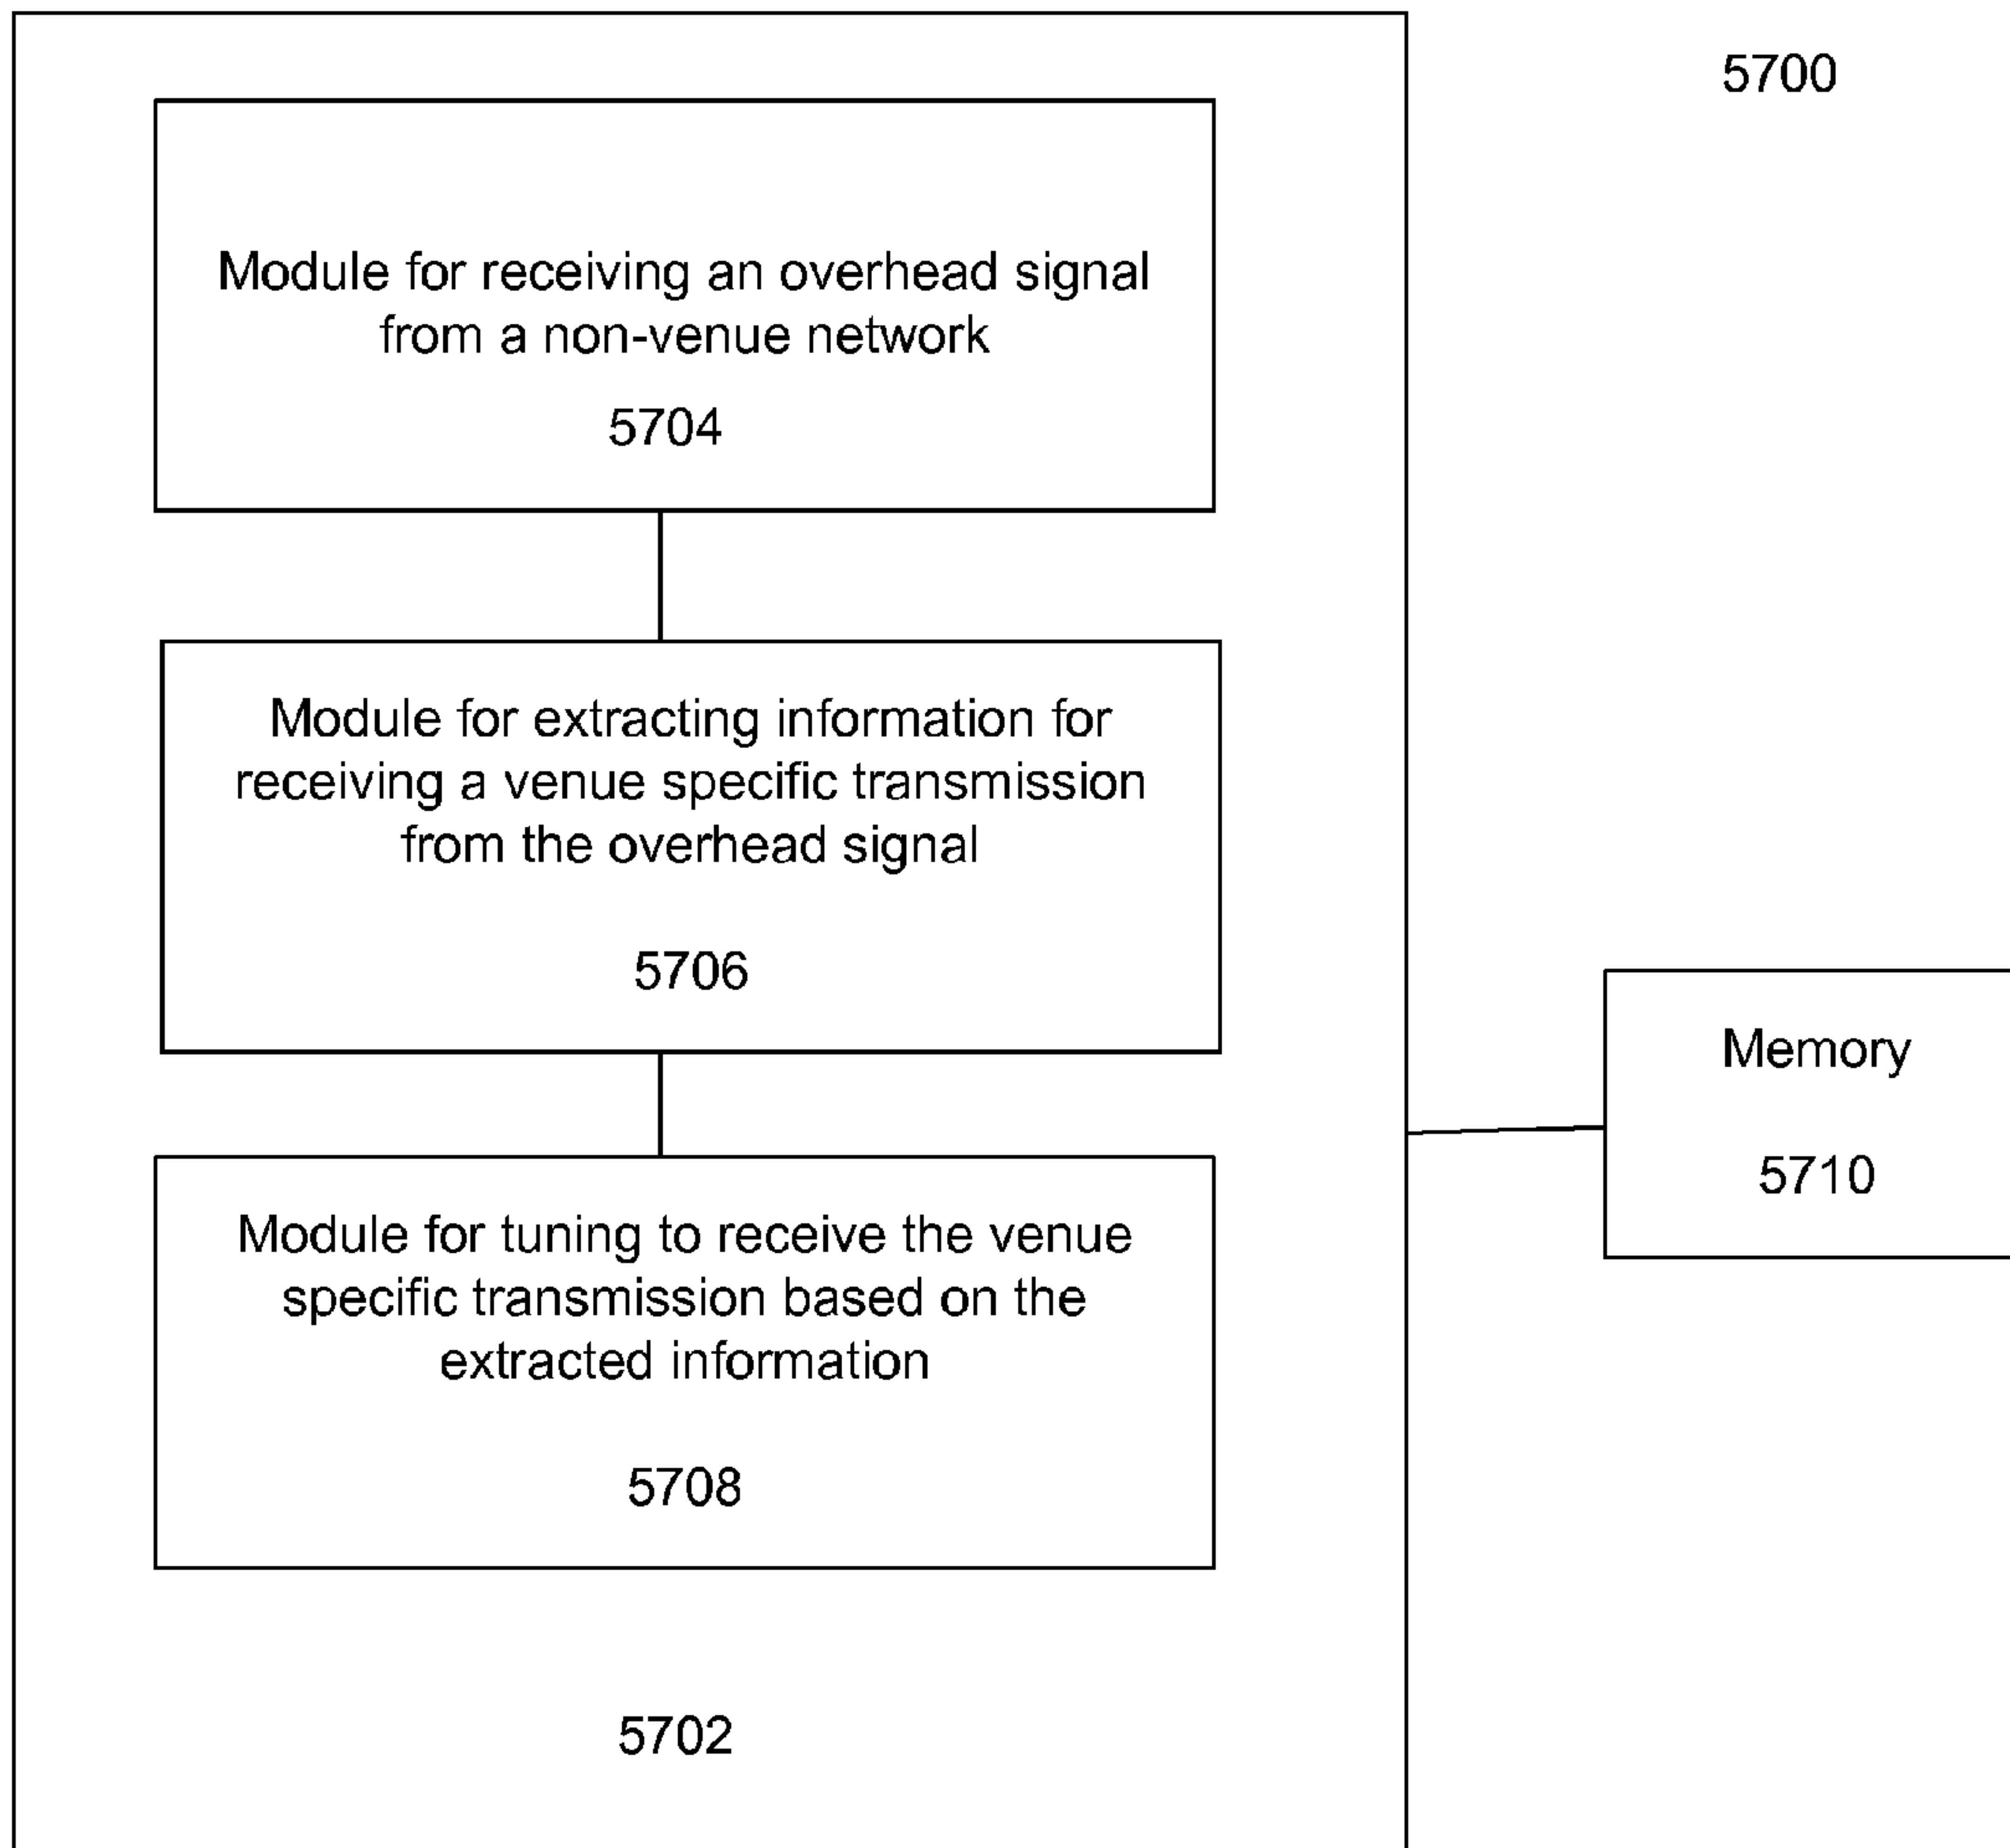 5700
Module for receiving an overhead signal
from a non-venue network
5704
Module for extracting information for
receiving a venue specific transmission
from the overhead signal
5706
Memory
5710
Module for tuning to receive the venue
specific transmission based on the
extracted information
5708
5702